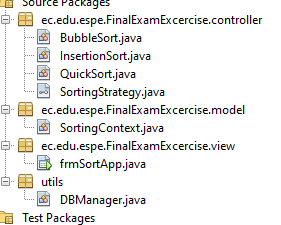 Source Packages
ec.edu.espe.FinalExamExcercise.controller
BubbleSort.java
InsertionSort.java
QuickSort.java
SortingStrategy.java
ec.edu.espe.FinalExamExcercise.model
SortingContext.java
ec.edu.espe.FinalExamExcercise.view
frmSortApp.java
utils
DBManager.java
Test Packages